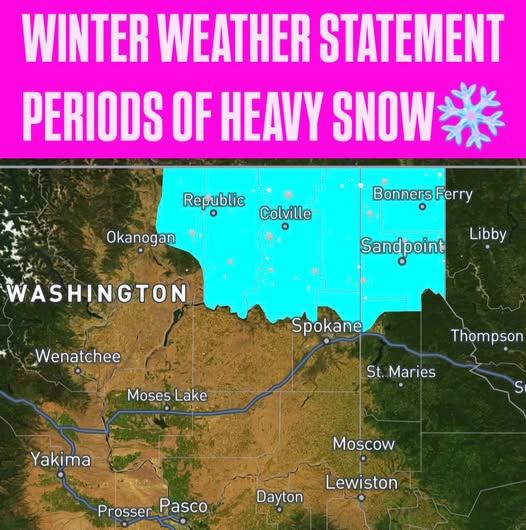 WINTER WEATHER STATEMENT
PERIODS OF HEAVY SNOW
Republic
Bonners Ferry
Colville
Okanogan
Libby
Sandpoint
WASHINGTON
Spokane
Thompson
Wenatchee
St. Maries
Moses Lake
Moscow
Yakima
Lewiston
Dayton
Prosser
Pasco